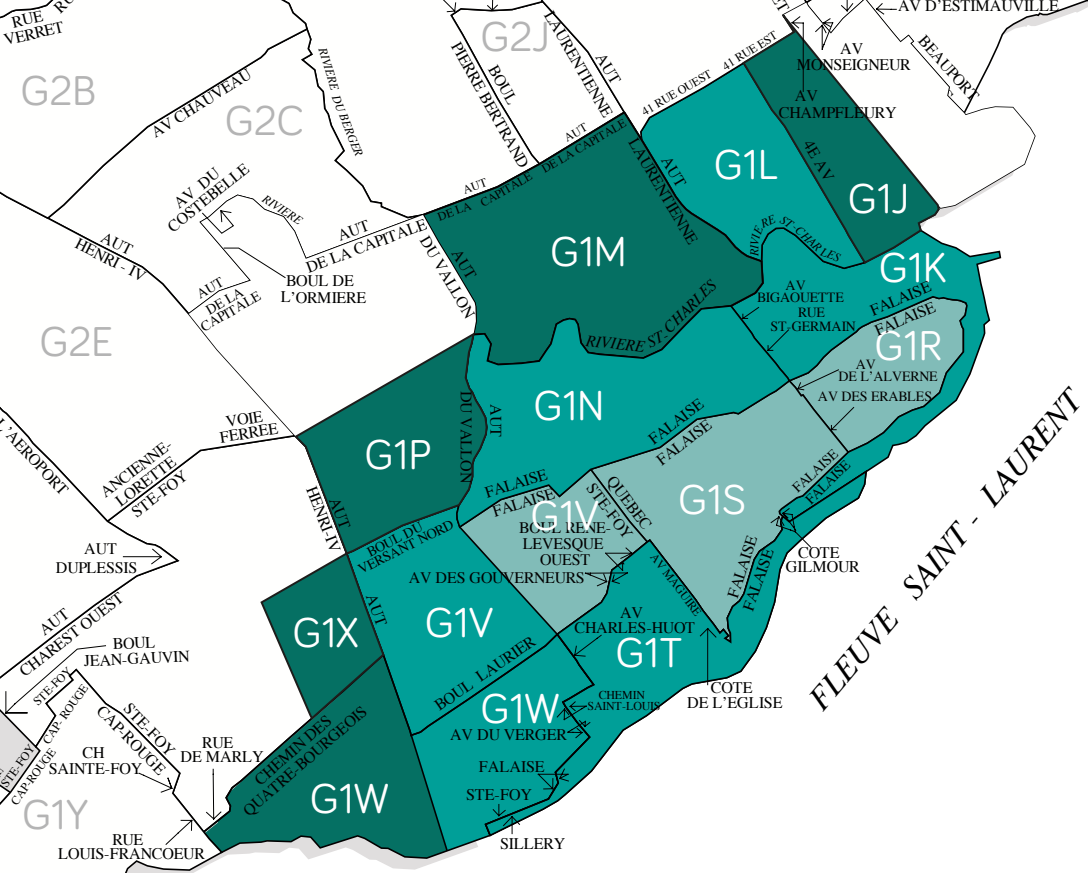 RUE
VERRET
RU
G2B
AV CHAUVEAU
G2C
RIVIERE DU BERGER
G2J
BOUL
PIERRE BERTRAND
AUT
LAURENTIENNE
ET
AV D'ESTIMAUVILLE
BEAUPORT
AV
MONSEIGNEUR
AV
CHAMPFLEURY
41 RUE OUEST
41 RUE EST
4E AV
G1L
G1J
AUT
LAURENTIENNE
AUT
DE LA CAPITALE
AUT
DE LA CAPITALE
AV DU
COSTEBELLE
RIVIERE
AUT
DE LA CAPITALE
AUT
HENRI - IV
AUT
DE LA
CAPITALE
BOUL DE
L'ORMIERE
AUT
DU VALLON
G1M
RIVIERE ST-CHARLES
RIVIERE ST-CHARLES
G1K
FALAISE
FALAISE
AV
BIGAOUETTE
RUE
ST-GERMAIN
G1R
AV
DE L'ALVERNE
AV DES ERABLES
G2E
G1N
AUT
DU VALLON
G1P
L'AEROPORT
ANCIENNE-
LORETTE
STE-FOY
VOIE
FERRÉE
FALAISE
FALAISE
FALAISE
FALAISE
AUT
HENRI-IV
BOUL DU
VERSANT NORD
G1V
QUEBEC
STE-FOY
G1S
FALAISE
FALAISE
BOUL RENE-
LEVESQUE
OUEST
AV DES GOUVERNEURS
AV MAGUIRE
FALAISE
FALAISE
COTE
GILMOUR
FLEUVE SAINT - LAURENT
AUT
DUPLESSIS
AUT
CHAREST OUEST
BOUL
JEAN-GAUVIN
G1X
AUT
G1V
AV
CHARLES-HUOT
G1T
COTE
DE L'EGLISE
BOUL LAURIER
G1W
CHEMIN
SAINT-LOUIS
AV DU VERGER
FALAISE
STE-FOY
SILLERY
STE-FOY
CAP- ROUGE
STE-FOY
CAP-ROUGE
STE-FOY
CAP-ROUGE
CH
SAINTE-FOY
RUE
DE MARLY
CHEMIN DES
QUATRE-BOURGEOIS
G1W
G1Y
RUE
LOUIS-FRANCOEUR